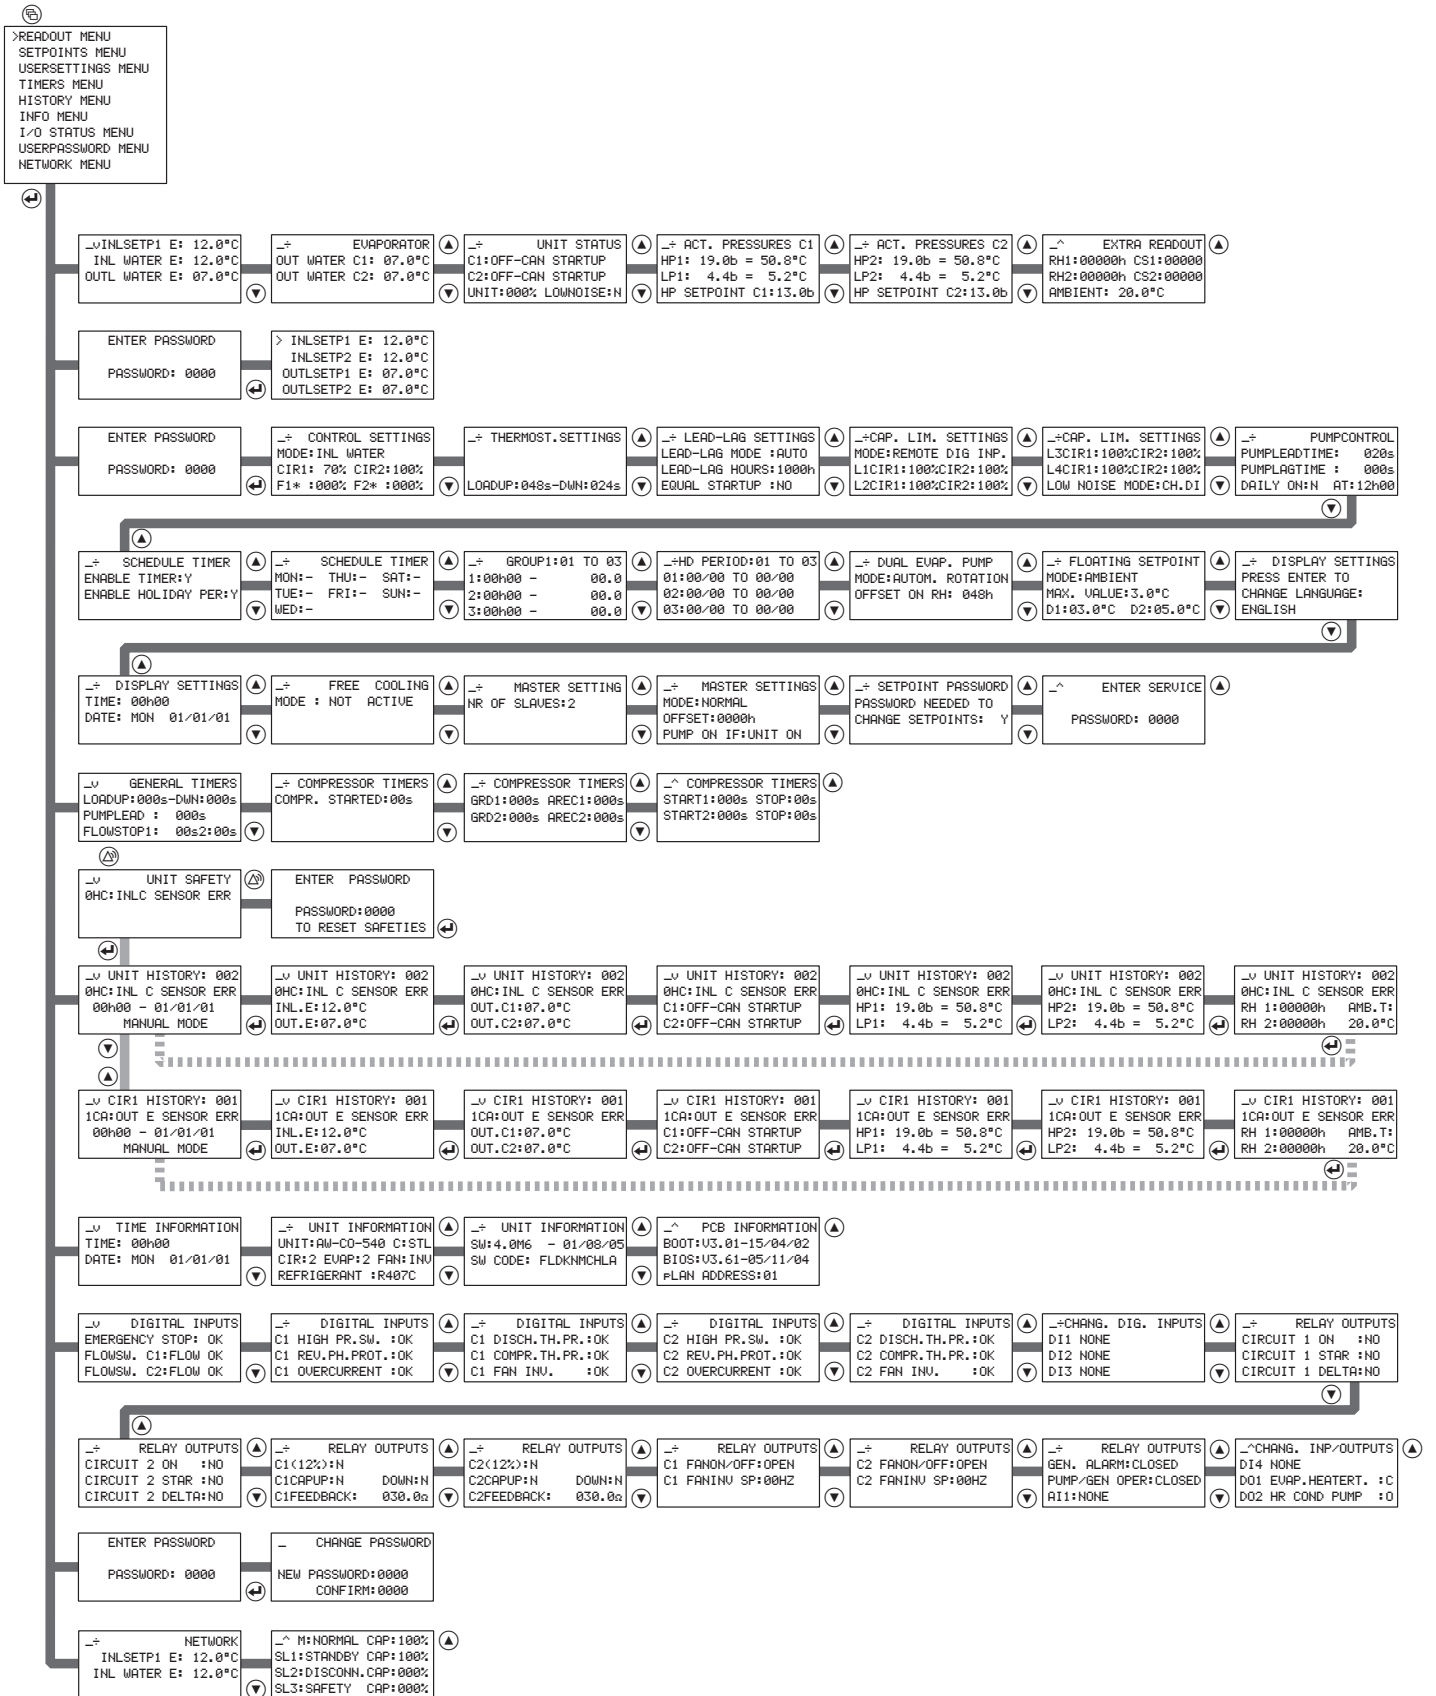 >READOUT MENU
SETPOINTS MENU
USERSETTINGS MENU
TIMERS MENU
HISTORY MENU
INFO MENU
I/O STATUS MENU
USERPASSWORD MENU
NETWORK MENU
_vINLSETP1 E: 12.0°C
INL WATER E: 12.0°C
OUTL WATER E: 07.0°C
_÷ EVAPORATOR
OUT WATER C1: 07.0°C
OUT WATER C2: 07.0°C
_÷ UNIT STATUS
C1:OFF-CAN STARTUP
C2:OFF-CAN STARTUP
UNIT:000% LOWNOISE:N
_÷ ACT. PRESSURES C1
HP1: 19.0b = 50.8°C
LP1: 4.4b = 5.2°C
HP SETPOINT C1:13.0b
_÷ ACT. PRESSURES C2
HP2: 19.0b = 50.8°C
LP2: 4.4b = 5.2°C
HP SETPOINT C2:13.0b
_^ EXTRA READOUT
RH1:00000h CS1:00000
RH2:00000h CS2:00000
AMBIENT: 20.0°C
ENTER PASSWORD
PASSWORD: 0000
> INLSETP1 E: 12.0°C
INLSETP2 E: 12.0°C
OUTLSETP1 E: 07.0°C
OUTLSETP2 E: 07.0°C
ENTER PASSWORD
PASSWORD: 0000
_÷ CONTROL SETTINGS
MODE:INL WATER
CIR1: 70% CIR2:100%
F1* :000% F2* :000%
_÷ THERMOST.SETTINGS
LOADUP:048s-DWN:024s
_÷ LEAD-LAG SETTINGS
LEAD-LAG MODE :AUTO
LEAD-LAG HOURS:1000h
EQUAL STARTUP :NO
_÷CAP. LIM. SETTINGS
MODE:REMOTE DIG INP.
L1CIR1:100%CIR2:100%
L2CIR1:100%CIR2:100%
_÷CAP. LIM. SETTINGS
L3CIR1:100%CIR2:100%
L4CIR1:100%CIR2:100%
LOW NOISE MODE:CH.DI
_÷ PUMPCONTROL
PUMPLEADTIME: 020s
PUMPLAGTIME : 000s
DAILY ON:N AT:12h00
_÷ SCHEDULE TIMER
ENABLE TIMER:Y
ENABLE HOLIDAY PER:Y
_÷ SCHEDULE TIMER
MON:- THU:- SAT:-
TUE:- FRI:- SUN:-
WED:-
_÷ GROUP1:01 TO 03
1:00h00 - 00.0
2:00h00 - 00.0
3:00h00 - 00.0
_÷HD PERIOD:01 TO 03
01:00/00 TO 00/00
02:00/00 TO 00/00
03:00/00 TO 00/00
_÷ DUAL EVAP. PUMP
MODE:AUTOM. ROTATION
OFFSET ON RH: 048h
_÷ FLOATING SETPOINT
MODE:AMBIENT
MAX. VALUE:3.0°C
D1:03.0°C D2:05.0°C
_÷ DISPLAY SETTINGS
PRESS ENTER TO
CHANGE LANGUAGE:
ENGLISH
_÷ DISPLAY SETTINGS
TIME: 00h00
DATE: MON 01/01/01
_÷ FREE COOLING
MODE : NOT ACTIVE
_÷ MASTER SETTING
NR OF SLAVES:2
_÷ MASTER SETTINGS
MODE:NORMAL
OFFSET:0000h
PUMP ON IF:UNIT ON
_÷ SETPOINT PASSWORD
PASSWORD NEEDED TO
CHANGE SETPOINTS: Y
_^ ENTER SERVICE
PASSWORD: 0000
_v GENERAL TIMERS
LOADUP:000s-DWN:000s
PUMPLEAD : 000s
FLOWSTOP1: 00s2:00s
_÷ COMPRESSOR TIMERS
COMPR. STARTED:00s
_÷ COMPRESSOR TIMERS
GRD1:000s AREC1:000s
GRD2:000s AREC2:000s
_^ COMPRESSOR TIMERS
START1:000s STOP:00s
START2:000s STOP:00s
_v UNIT SAFETY
0HC:INLC SENSOR ERR
ENTER PASSWORD
PASSWORD:0000
TO RESET SAFETIES
_v UNIT HISTORY: 002
0HC:INL C SENSOR ERR
00h00 - 01/01/01
MANUAL MODE
_v UNIT HISTORY: 002
0HC:INL C SENSOR ERR
INL.E:12.0°C
OUT.E:07.0°C
_v UNIT HISTORY: 002
0HC:INL C SENSOR ERR
OUT.C1:07.0°C
OUT.C2:07.0°C
_v UNIT HISTORY: 002
0HC:INL C SENSOR ERR
C1:OFF-CAN STARTUP
C2:OFF-CAN STARTUP
_v UNIT HISTORY: 002
0HC:INL C SENSOR ERR
HP1: 19.0b = 50.8°C
LP1: 4.4b = 5.2°C
_v UNIT HISTORY: 002
0HC:INL C SENSOR ERR
HP2: 19.0b = 50.8°C
LP2: 4.4b = 5.2°C
_v UNIT HISTORY: 002
0HC:INL C SENSOR ERR
RH 1:00000h AMB.T:
RH 2:00000h 20.0°C
_v CIR1 HISTORY: 001
1CA:OUT E SENSOR ERR
00h00 - 01/01/01
MANUAL MODE
_v CIR1 HISTORY: 001
1CA:OUT E SENSOR ERR
INL.E:12.0°C
OUT.E:07.0°C
_v CIR1 HISTORY: 001
1CA:OUT E SENSOR ERR
OUT.C1:07.0°C
OUT.C2:07.0°C
_v CIR1 HISTORY: 001
1CA:OUT E SENSOR ERR
C1:OFF-CAN STARTUP
C2:OFF-CAN STARTUP
_v CIR1 HISTORY: 001
1CA:OUT E SENSOR ERR
HP1: 19.0b = 50.8°C
LP1: 4.4b = 5.2°C
_v CIR1 HISTORY: 001
1CA:OUT E SENSOR ERR
HP2: 19.0b = 50.8°C
LP2: 4.4b = 5.2°C
_v CIR1 HISTORY: 001
1CA:OUT E SENSOR ERR
RH 1:00000h AMB.T:
RH 2:00000h 20.0°C
_v TIME INFORMATION
TIME: 00h00
DATE: MON 01/01/01
_÷ UNIT INFORMATION
UNIT:AW-CO-540 C:STL
CIR:2 EVAP:2 FAN:INV
REFRIGERANT :R407C
_÷ UNIT INFORMATION
SW:4.0M6 - 01/08/05
SW CODE: FLDKNMCHLA
_^ PCB INFORMATION
BOOT:V3.01-15/04/02
BIOS:V3.61-05/11/04
pLAN ADDRESS:01
_v DIGITAL INPUTS
EMERGENCY STOP: OK
FLOWSW. C1:FLOW OK
FLOWSW. C2:FLOW OK
_÷ DIGITAL INPUTS
C1 HIGH PR.SW. :OK
C1 REV.PH.PROT.:OK
C1 OVERCURRENT :OK
_÷ DIGITAL INPUTS
C1 DISCH.TH.PR.:OK
C1 COMPR.TH.PR.:OK
C1 FAN INV. :OK
_÷ DIGITAL INPUTS
C2 HIGH PR.SW. :OK
C2 REV.PH.PROT.:OK
C2 OVERCURRENT :OK
_÷ DIGITAL INPUTS
C2 DISCH.TH.PR.:OK
C2 COMPR.TH.PR.:OK
C2 FAN INV. :OK
_÷CHANG. DIG. INPUTS
DI1 NONE
DI2 NONE
DI3 NONE
_÷ RELAY OUTPUTS
CIRCUIT 1 ON :NO
CIRCUIT 1 STAR :NO
CIRCUIT 1 DELTA:NO
_÷ RELAY OUTPUTS
CIRCUIT 2 ON :NO
CIRCUIT 2 STAR :NO
CIRCUIT 2 DELTA:NO
_÷ RELAY OUTPUTS
C1(12%):N
C1CAPUP:N DOWN:N
C1FEEDBACK: 030.0Ω
_÷ RELAY OUTPUTS
C2(12%):N
C2CAPUP:N DOWN:N
C2FEEDBACK: 030.0Ω
_÷ RELAY OUTPUTS
C1 FANON/OFF:OPEN
C1 FANINV SP:00HZ
_÷ RELAY OUTPUTS
C2 FANON/OFF:OPEN
C2 FANINV SP:00HZ
_÷ RELAY OUTPUTS
GEN. ALARM:CLOSED
PUMP/GEN OPER:CLOSED
AI1:NONE
_^CHANG. INP/OUTPUTS
DI4 NONE
DO1 EVAP.HEATERT. :C
DO2 HR COND PUMP :O
ENTER PASSWORD
PASSWORD: 0000
_ CHANGE PASSWORD
NEW PASSWORD:0000
CONFIRM:0000
_÷ NETWORK
INLSETP1 E: 12.0°C
INL WATER E: 12.0°C
_^ M:NORMAL CAP:100%
SL1:STANDBY CAP:100%
SL2:DISCONN.CAP:000%
SL3:SAFETY CAP:000%